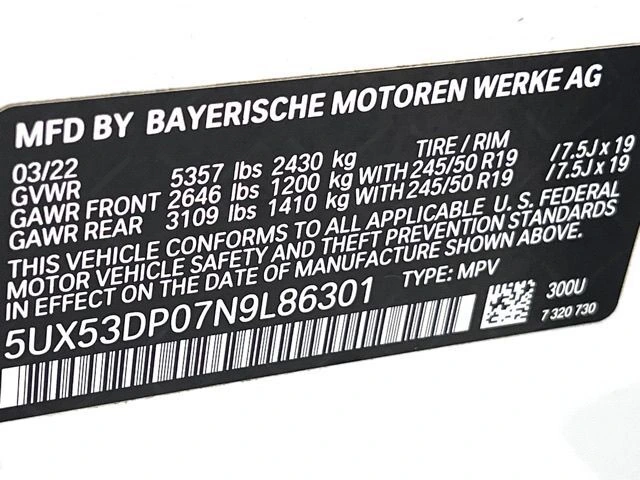 MFD BY BAYERISCHE MOTOREN WERKE AG
03/22 TIRE / RIM
GVWR 5357 lbs 2430 kg
GAWR FRONT 2646 lbs 1200 kg WITH 245/50 R19 / 7.5J x 19
GAWR REAR 3109 lbs 1410 kg WITH 245/50 R19 / 7.5J x 19
THIS VEHICLE CONFORMS TO ALL APPLICABLE U. S. FEDERAL
MOTOR VEHICLE SAFETY AND THEFT PREVENTION STANDARDS
IN EFFECT ON THE DATE OF MANUFACTURE SHOWN ABOVE.
5UX53DP07N9L86301 TYPE: MPV
300U
7 320 730